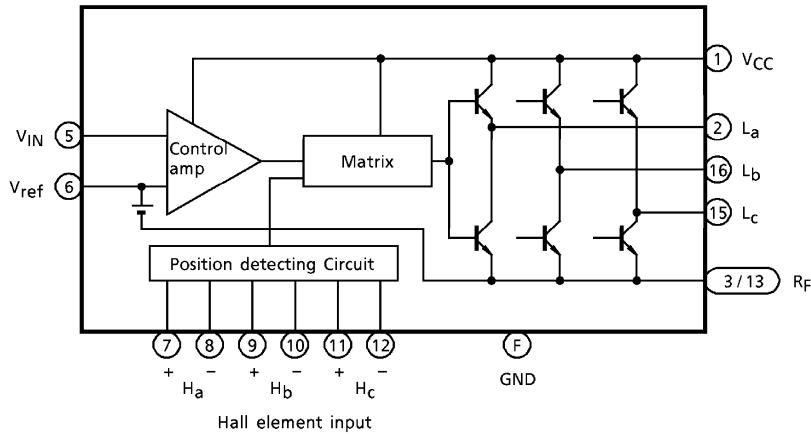 1 VCC
VIN 5
Control
amp
Matrix
2 La
16 Lb
Vref 6
15 Lc
Position detecting Circuit
3 / 13 RF
7 8 9 10 11 12 F
+ Ha − + Hb − + Hc − GND
Hall element input